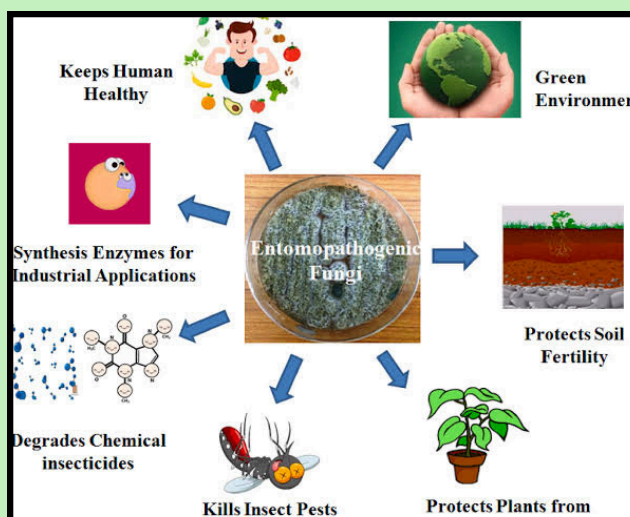 Keeps Human
Healthy
Green
Environmen
Synthesis Enzymes for
Industrial Applications
Entomopathogenic
Fungi
Protects Soil
Fertility
Degrades Chemical
insecticides
Kills Insect Pests
Protects Plants from